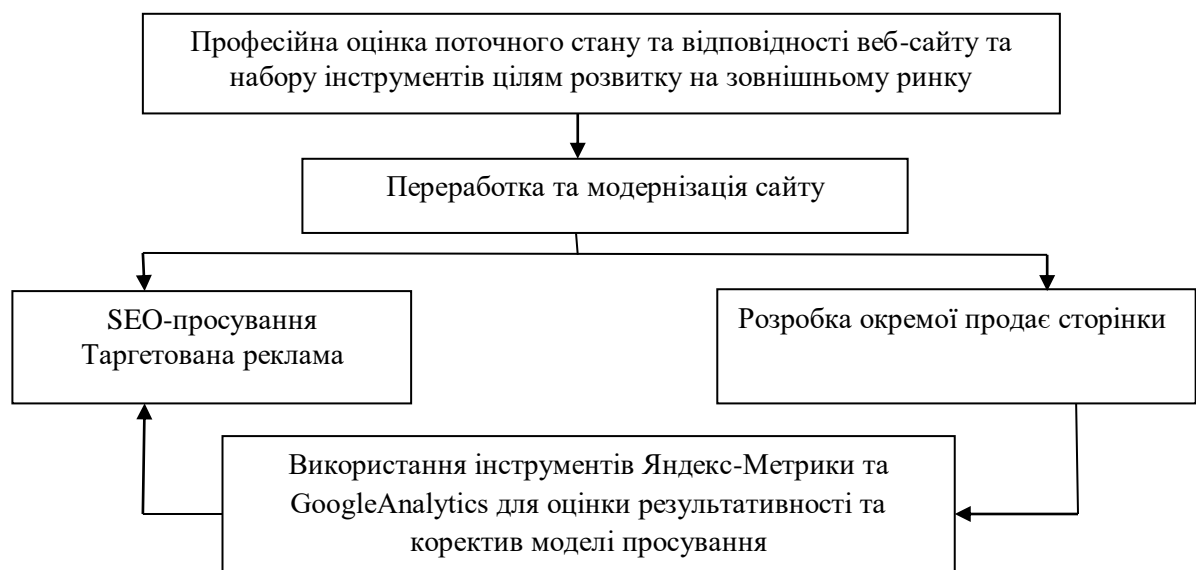 Професійна оцінка поточного стану та відповідності веб-сайту та
набору інструментів цілям розвитку на зовнішньому ринку
Переработка та модернізація сайту
SEO-просування
Таргетована реклама
Розробка окремої продає сторінки
Використання інструментів Яндекс-Метрики та
GoogleAnalytics для оцінки результативності та
коректив моделі просування